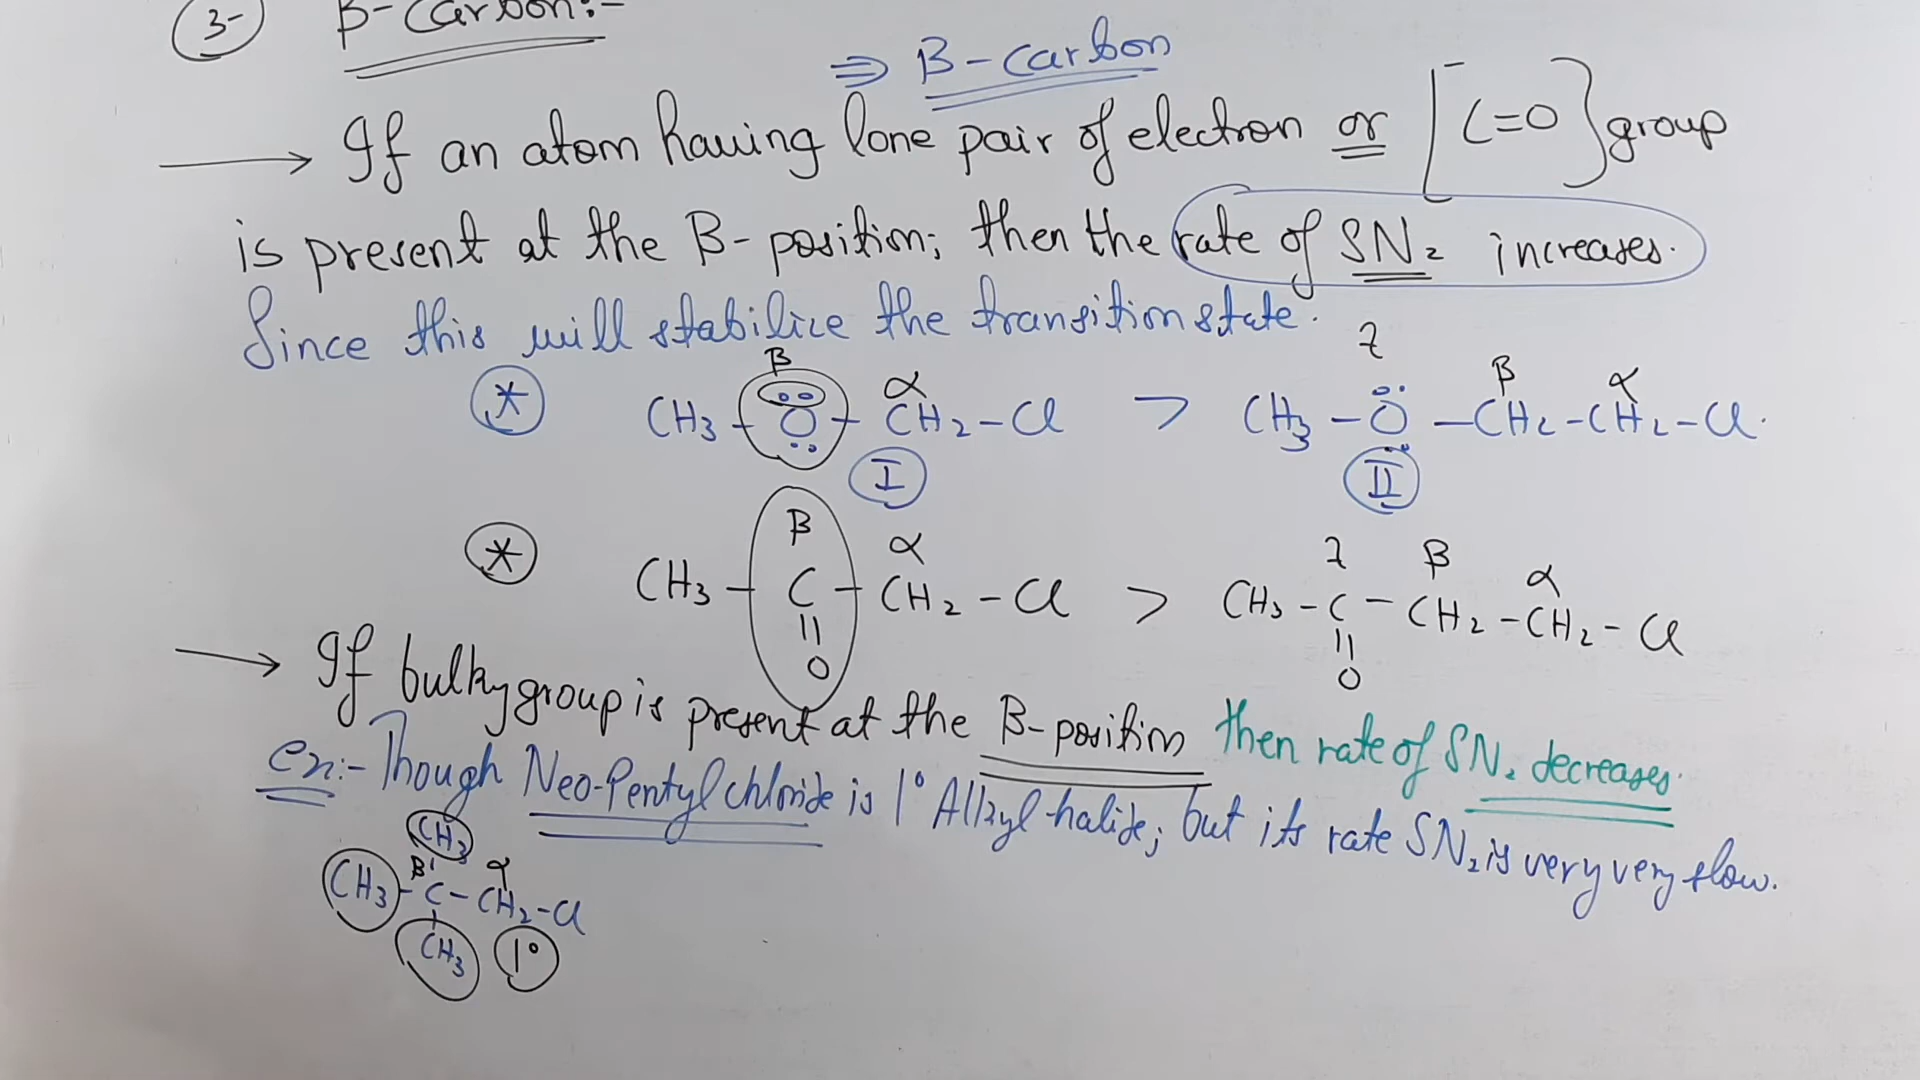 3- β-Carbon:-
⇒ β-carbon
→ If an atom having lone pair of electron or [C=O] group
is present at the β-position; then the rate of SN₂ increases.
Since this will stabilize the transition state.
* CH₃-Ö-CH₂-Cl > CH₃-Ö-CH₂-CH₂-Cl.
β α γ β α
I II
* CH₃-C-CH₂-Cl > CH₃-C-CH₂-CH₂-Cl
β α γ β α
|| ||
O O
→ If bulky group is present at the β-position then rate of SN₂ decreases.
ex:- Though Neo-Pentyl chloride is 1° Alkyl halide; but its rate SN₂ is very very slow.
CH₃
β α
CH₃-C-CH₂-Cl
CH₃ 1°